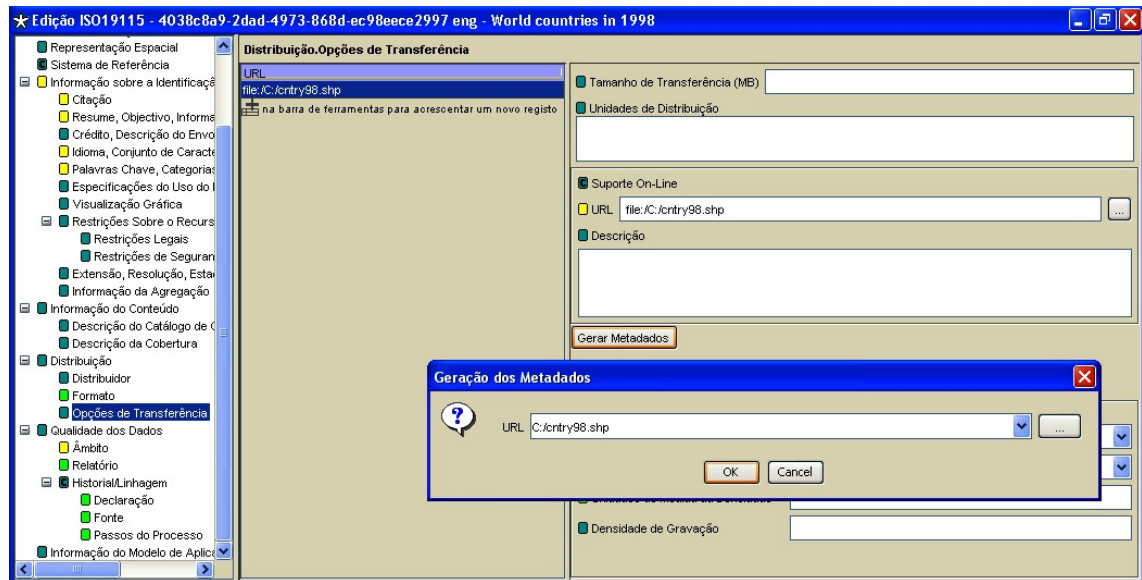 Edição ISO19115 - 4038c8a9-2dad-4973-868d-ec98eece2997 eng - World countries in 1998
Representação Espacial
Sistema de Referência
Informação sobre a Identificaçã
Citação
Resume, Objectivo, Informa
Crédito, Descrição do Envo
Idioma, Conjunto de Caracte
Palavras Chave, Categorias
Especificações do Uso do
Visualização Gráfica
Restrições Sobre o Recurs
Restrições Legais
Restrições de Seguran
Extensão, Resolução, Esta
Informação da Agregação
Informação do Conteúdo
Descrição do Catálogo de
Descrição da Cobertura
Distribuição
Distribuidor
Formato
Opções de Transferência
Qualidade dos Dados
Âmbito
Relatório
Historial/Linhagem
Declaração
Fonte
Passos do Processo
Informação do Modelo de Aplica
Distribuição.Opções de Transferência
URL
file:/C:/cntry98.shp
na barra de ferramentas para acrescentar um novo registo
Tamanho de Transferência (MB)
Unidades de Distribuição
C Suporte On-Line
URL file:/C:/cntry98.shp ...
Descrição
Gerar Metadados
Geração dos Metadados
? URL C:/cntry98.shp ...
OK Cancel
Densidade de Gravação